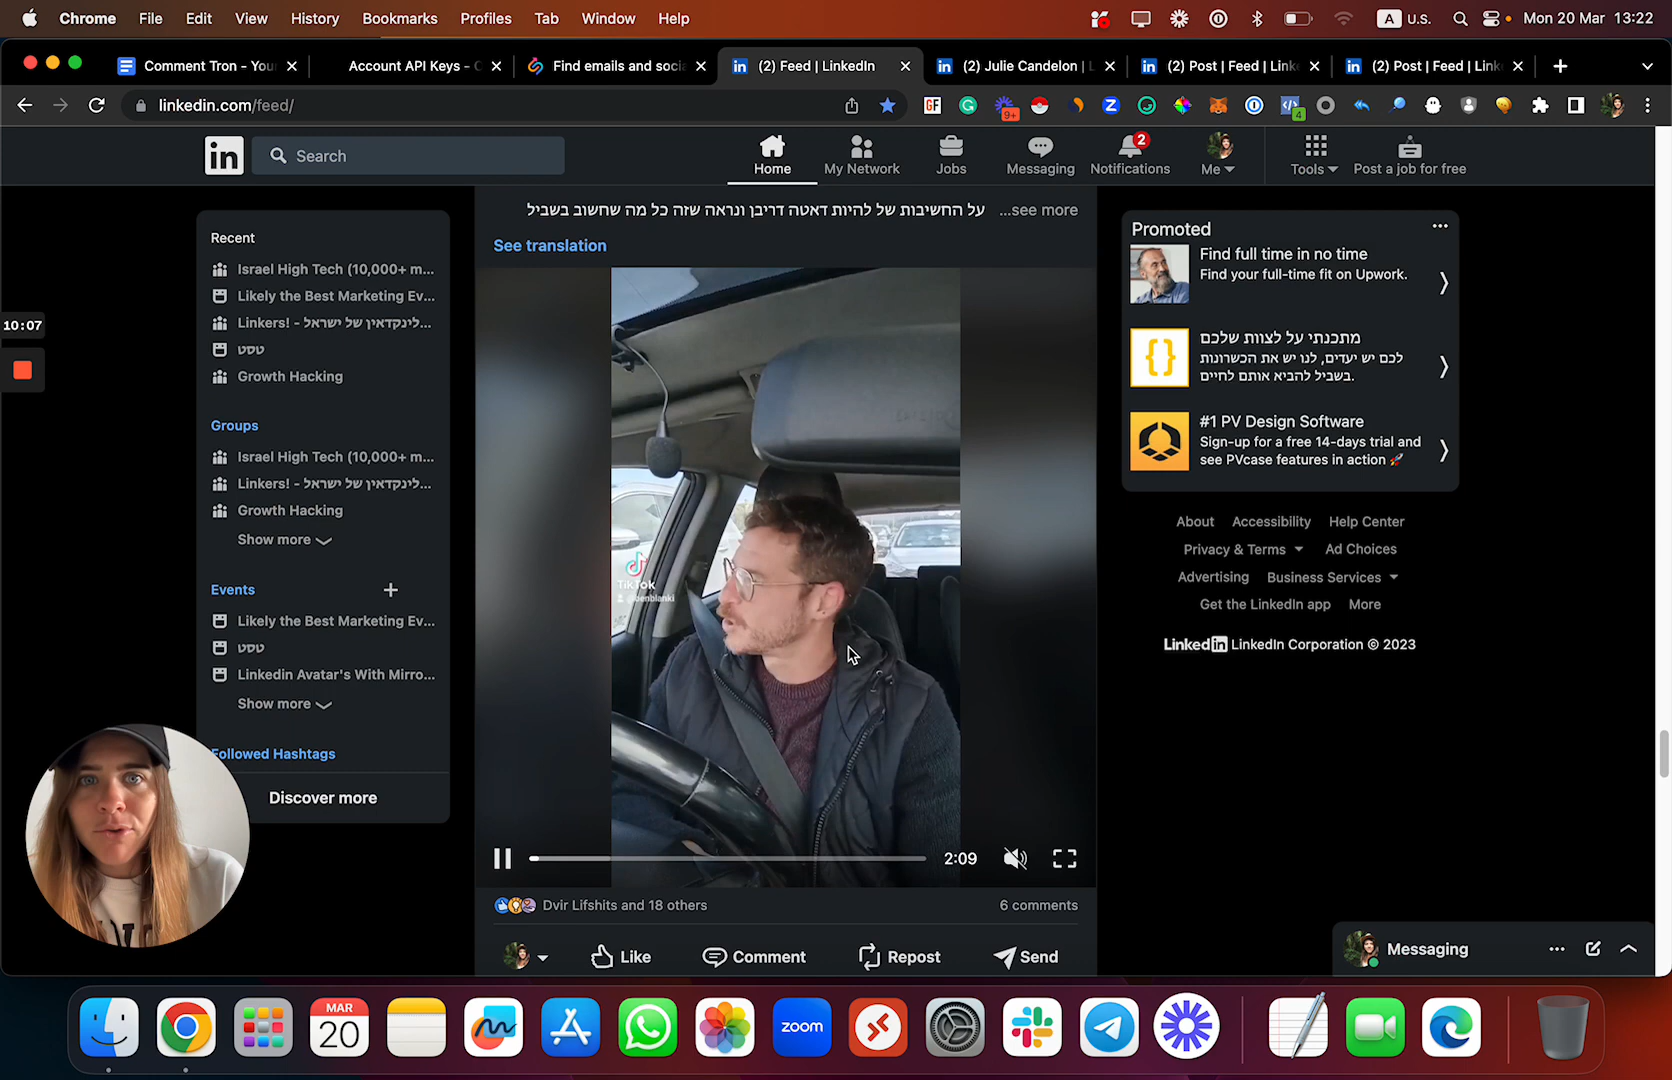 Chrome File Edit View History Bookmarks Profiles Tab Window Help
A U.S. Mon 20 Mar 13:22
Comment Tron - You
Account API Keys -
Find emails and socia
(2) Feed | LinkedIn
(2) Julie Candelon |
(2) Post | Feed | Link
(2) Post | Feed | Link
linkedin.com/feed/
GF
9+
4
in
Search
Home
My Network
Jobs
Messaging
2
Notifications
Me
Tools
Post a job for free
10:07
Recent
Israel High Tech (10,000+ m...
Likely the Best Marketing Ev...
לינקדאין של ישראל - !Linkers...
טסט
Growth Hacking
Groups
Israel High Tech (10,000+ m...
לינקדאין של ישראל - !Linkers...
Growth Hacking
Show more
Events
Likely the Best Marketing Ev...
טסט
Linkedin Avatar's With Mirro...
Show more
Followed Hashtags
Discover more
על החשיבות של להיות דאטה דריבן ונראה שזה כל מה שחשוב בשביל
...see more
See translation
TikTok
@denblanki
2:09
Dvir Lifshits and 18 others
6 comments
Like
Comment
Repost
Send
Promoted
Find full time in no time
Find your full-time fit on Upwork.
{}
מתכנתי על לצוות שלכם
לכם יש יעדים, לנו יש את הכשרונות
בשביל להביא אותם לחיים.
#1 PV Design Software
Sign-up for a free 14-days trial and
see PVcase features in action 🚀
About Accessibility Help Center
Privacy & Terms Ad Choices
Advertising Business Services
Get the LinkedIn app More
LinkedIn LinkedIn Corporation © 2023
Messaging
MAR
20
zoom